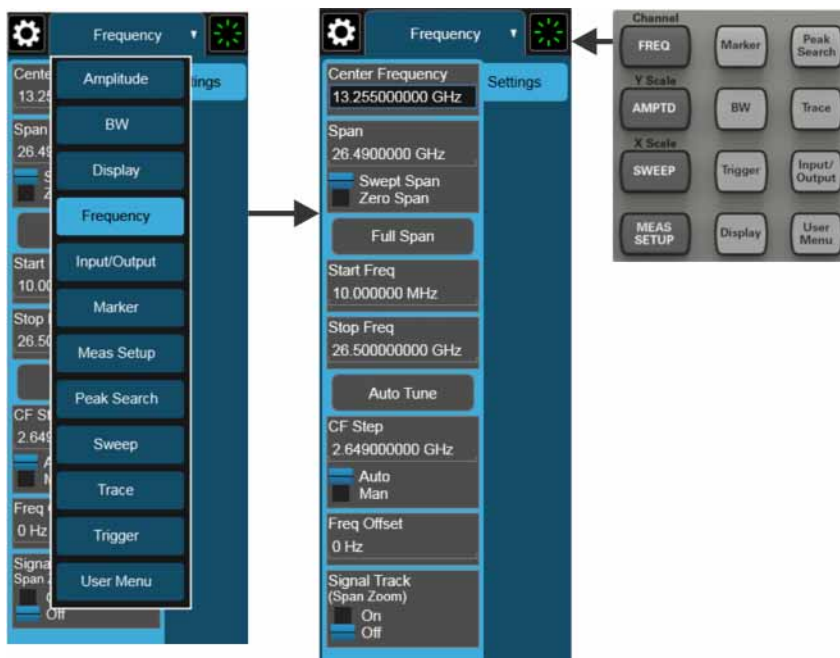 Frequency
Amplitude
BW
Display
Frequency
Input/Output
Marker
Meas Setup
Peak Search
Sweep
Trace
Trigger
User Menu
Off
Frequency
Settings
Center Frequency
13.255000000 GHz
Span
26.4900000 GHz
Swept Span
Zero Span
Full Span
Start Freq
10.000000 MHz
Stop Freq
26.500000000 GHz
Auto Tune
CF Step
2.649000000 GHz
Auto
Man
Freq Offset
0 Hz
Signal Track
(Span Zoom)
On
Off
Channel
FREQ
Marker
Peak
Search
Y Scale
AMPTD
BW
Trace
X Scale
SWEEP
Trigger
Input/
Output
MEAS
SETUP
Display
User
Menu